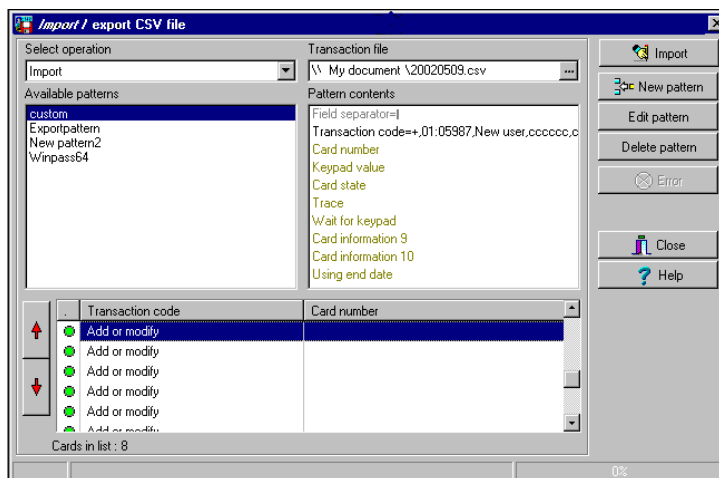 Import / export CSV file
Select operation
Import
Transaction file
\\ My document \20020509.csv
...
Available patterns
custom
Exportpattern
New pattern2
Winpass64
Pattern contents
Field separator=|
Transaction code=+,01:05987,New user,cccccc,c
Card number
Keypad value
Card state
Trace
Wait for keypad
Card information 9
Card information 10
Using end date
Import
New pattern
Edit pattern
Delete pattern
Error
Close
Help
. Transaction code Card number
Add or modify
Add or modify
Add or modify
Add or modify
Add or modify
Add or modify
Cards in list : 8
0%